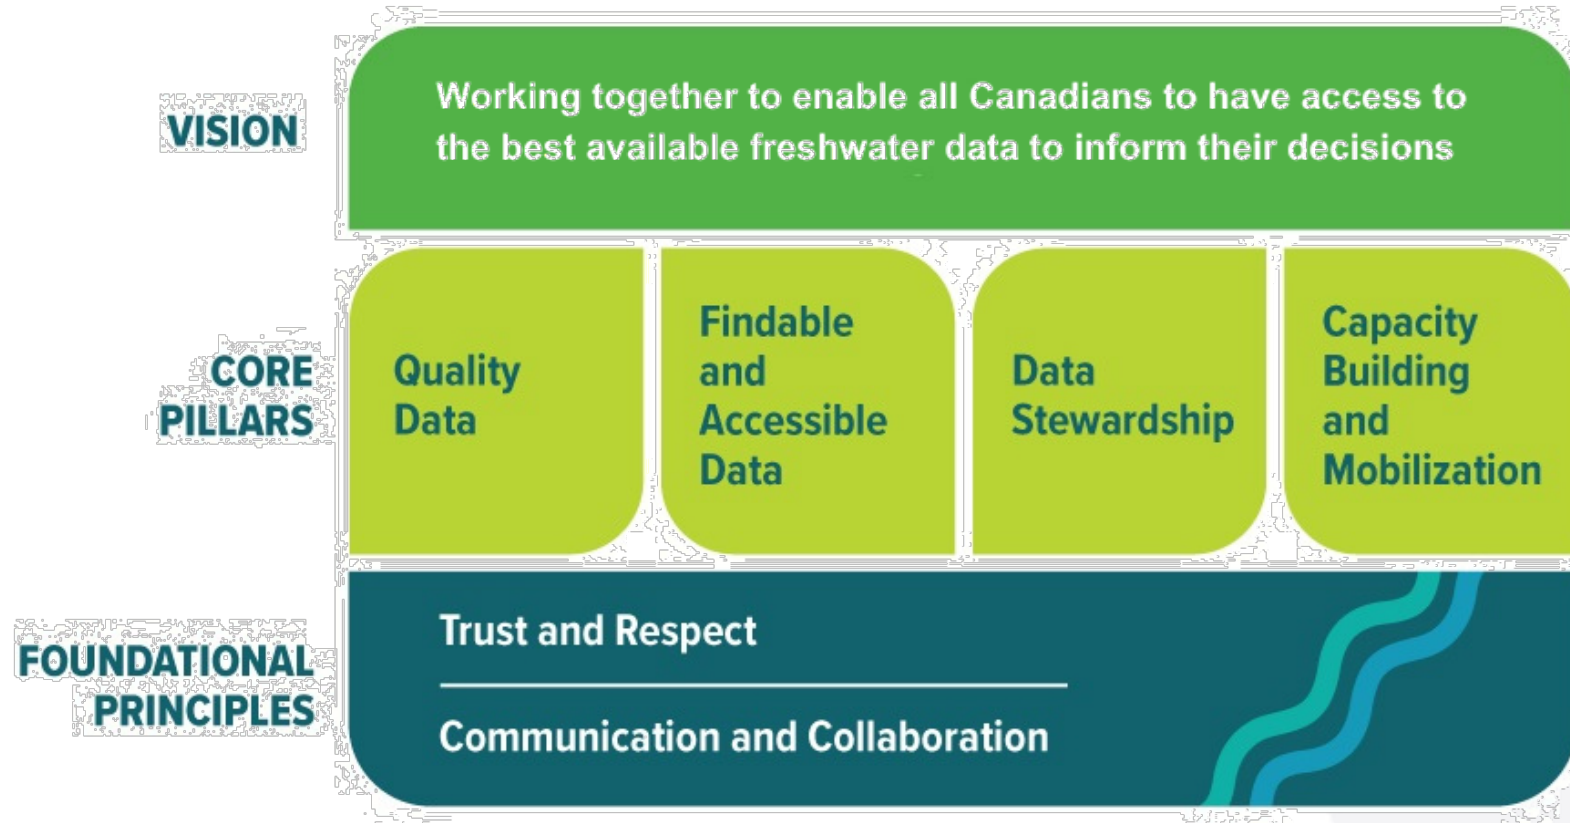 VISION
Working together to enable all Canadians to have access to
the best available freshwater data to inform their decisions
CORE
PILLARS
Quality
Data
Findable
and
Accessible
Data
Data
Stewardship
Capacity
Building
and
Mobilization
FOUNDATIONAL
PRINCIPLES
Trust and Respect
Communication and Collaboration